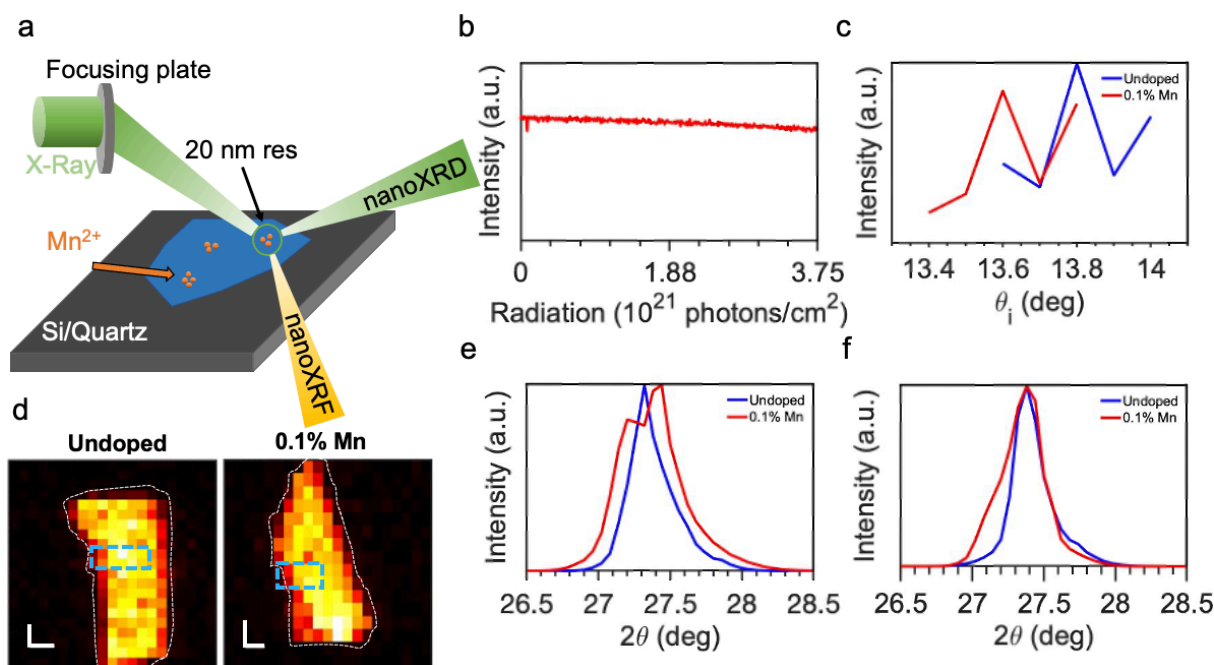 a
Focusing plate
X-Ray
20 nm res
nanoXRD
Mn²⁺
Si/Quartz
nanoXRF
b
Intensity (a.u.)
0 1.88 3.75
Radiation (10²¹ photons/cm²)
c
Undoped
0.1% Mn
Intensity (a.u.)
13.4 13.6 13.8 14
θᵢ (deg)
d
Undoped
0.1% Mn
e
Undoped
0.1% Mn
Intensity (a.u.)
26.5 27 27.5 28 28.5
2θ (deg)
f
Undoped
0.1% Mn
Intensity (a.u.)
26.5 27 27.5 28 28.5
2θ (deg)